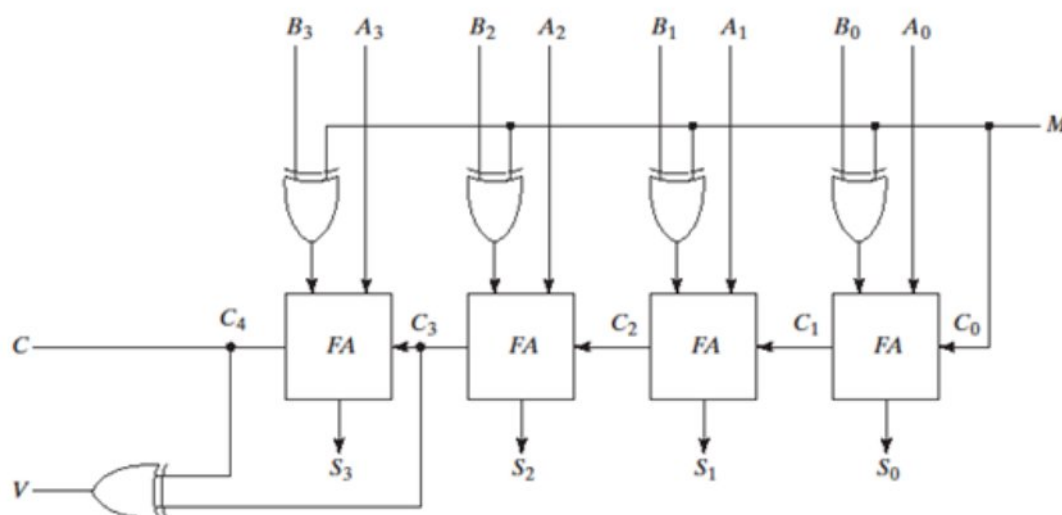 B₃ A₃ B₂ A₂ B₁ A₁ B₀ A₀
M
C₄ C₃ C₂ C₁ C₀
C FA FA FA FA
S₃ S₂ S₁ S₀
V